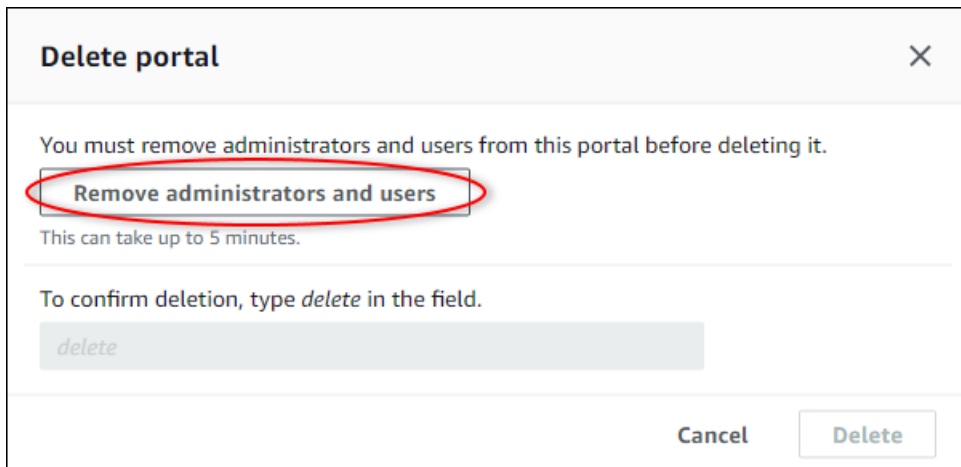 Delete portal
You must remove administrators and users from this portal before deleting it.
Remove administrators and users
This can take up to 5 minutes.
To confirm deletion, type delete in the field.
delete
Cancel
Delete